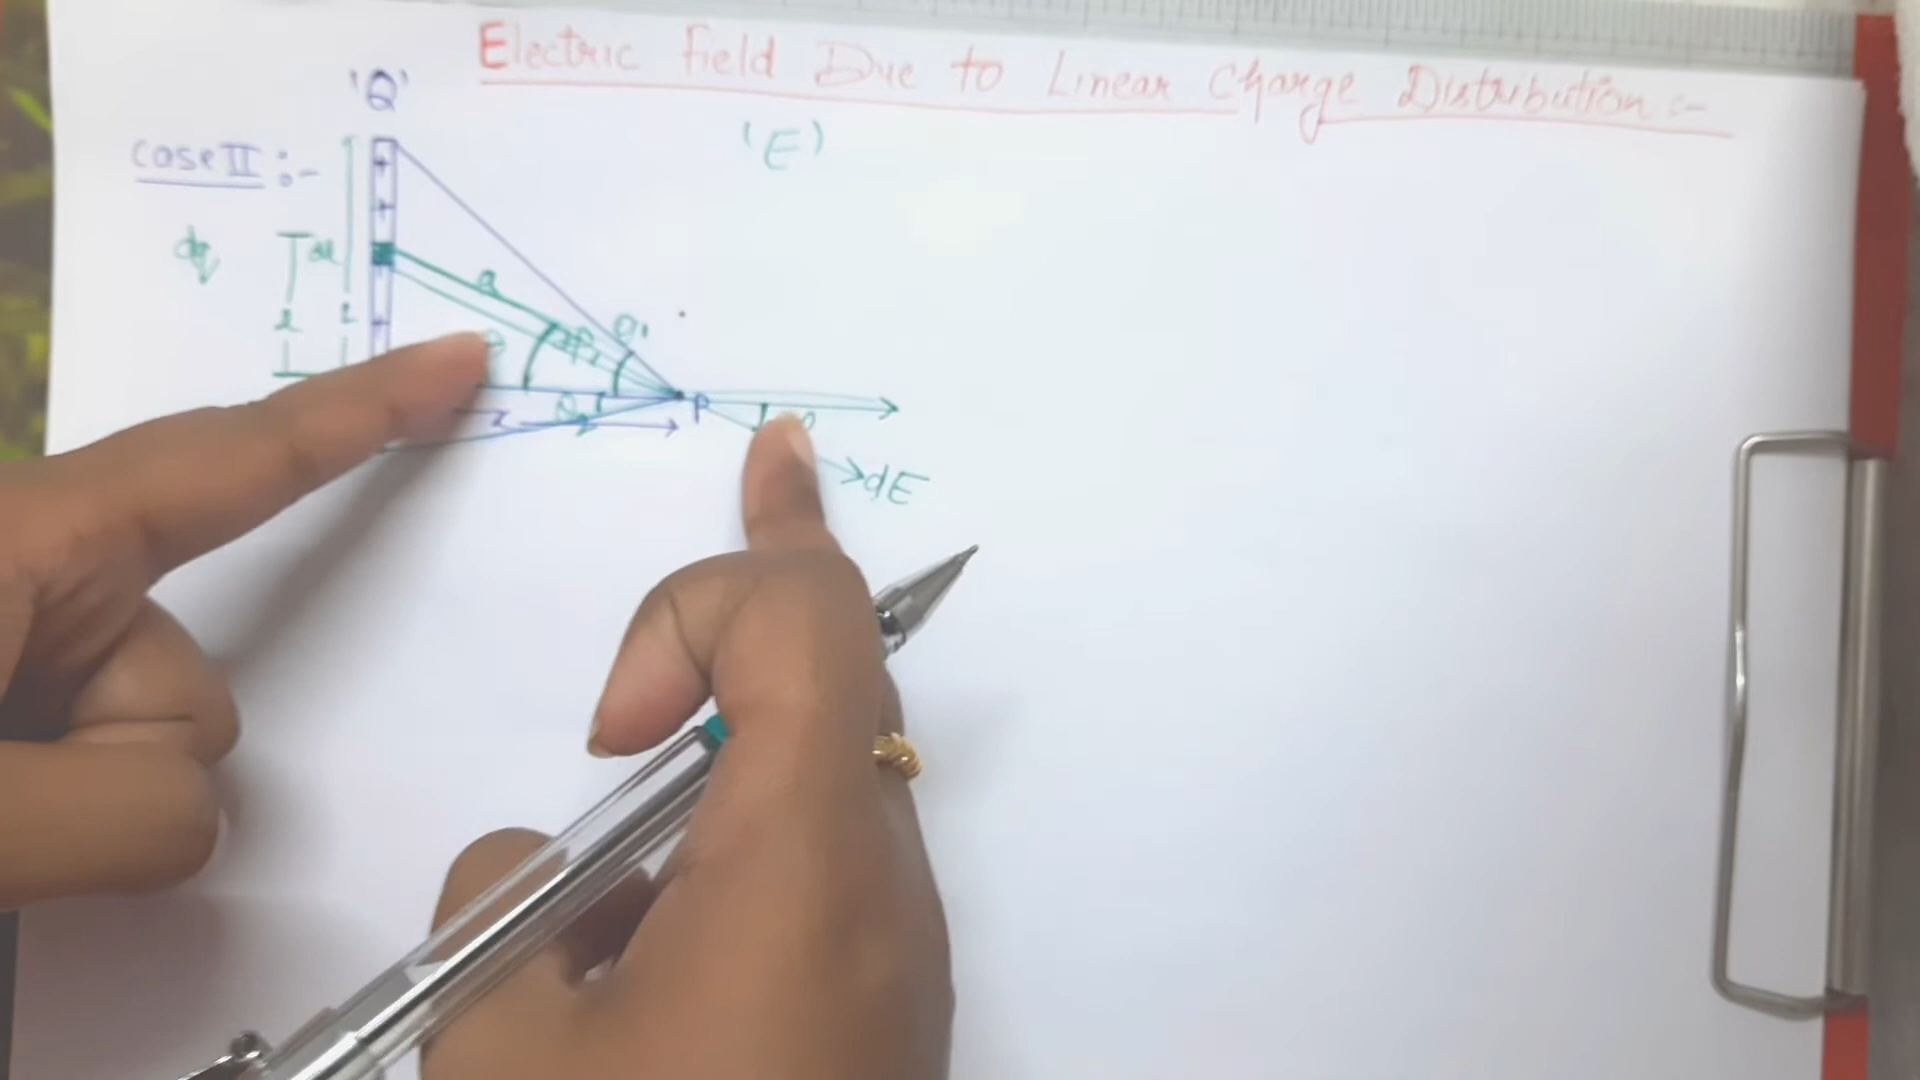 Electric Field Due to Linear Charge Distribution :-
'Q'
'E'
Case II :-
dq
a
P
dE